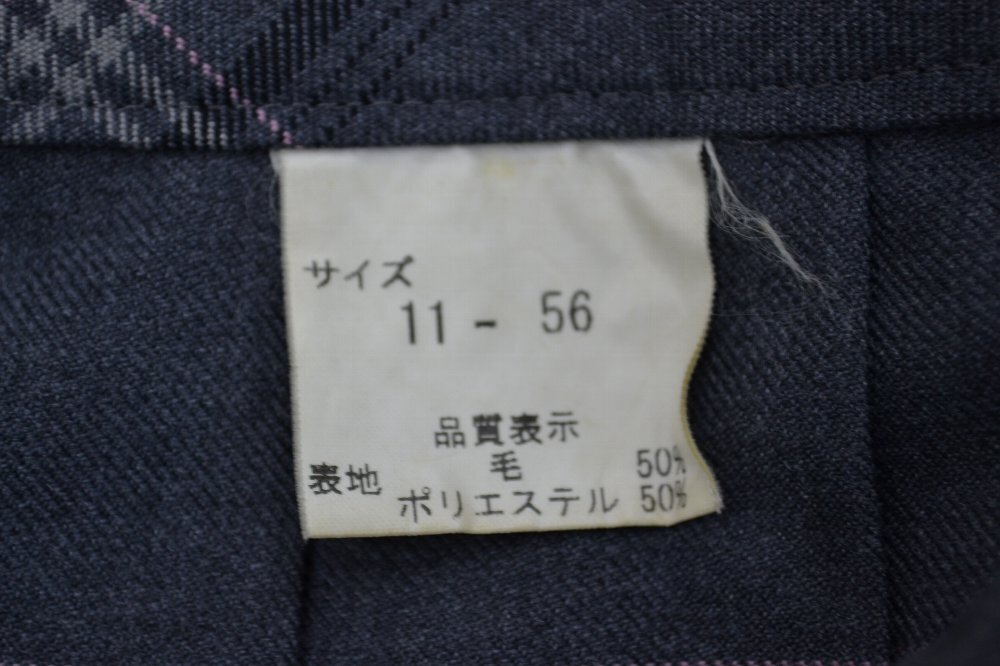 サイズ
11 - 56
品質表示
表地 毛 50%
ポリエステル 50%